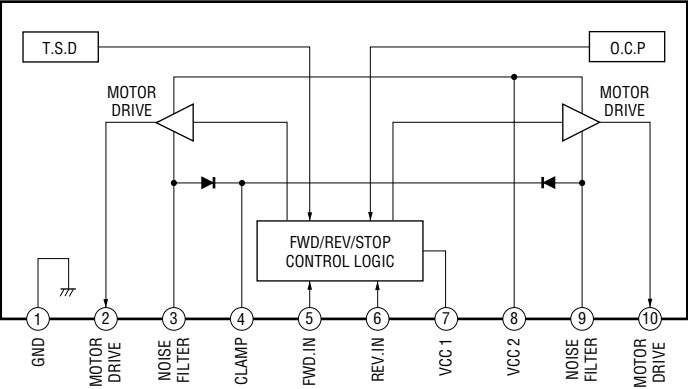 T.S.D
O.C.P
MOTOR
DRIVE
MOTOR
DRIVE
FWD/REV/STOP
CONTROL LOGIC
1
2
3
4
5
6
7
8
9
10
GND
MOTOR
DRIVE
NOISE
FILTER
CLAMP
FWD.IN
REV.IN
VCC 1
VCC 2
NOISE
FILTER
MOTOR
DRIVE